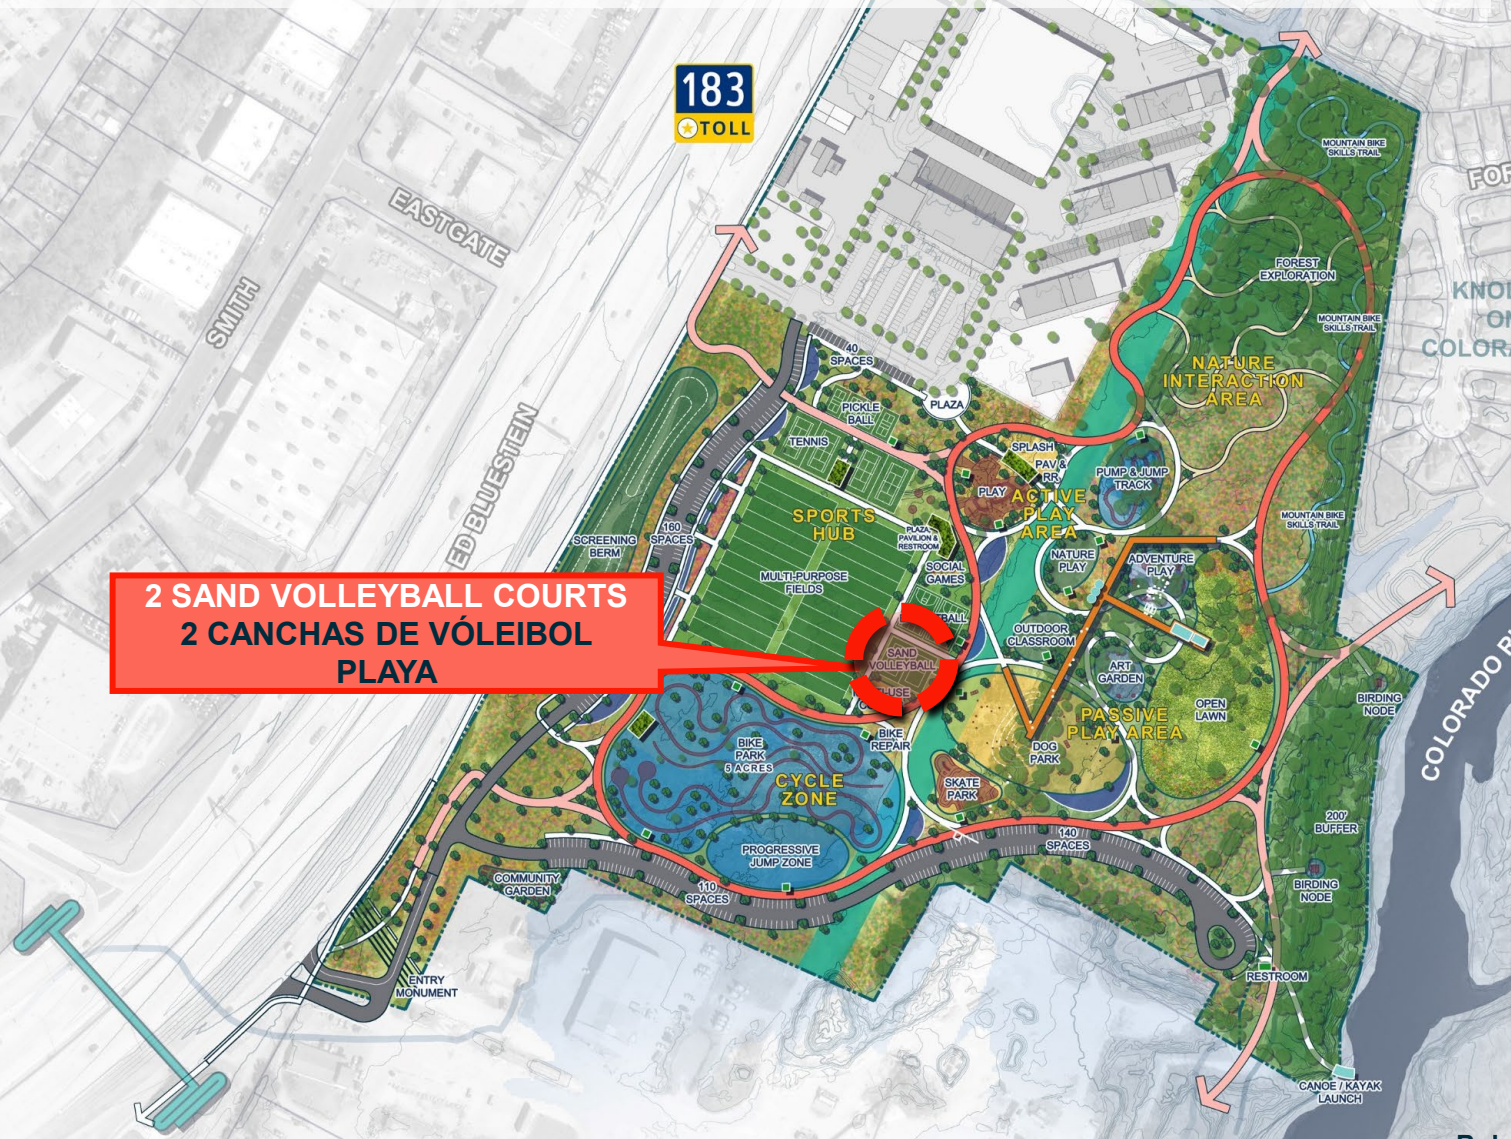 183
TOLL
EASTGATE
SMITH
ED BLUESTEIN
MOUNTAIN BIKE
SKILLS TRAIL
FOREST
EXPLORATION
MOUNTAIN BIKE
SKILLS TRAIL
NATURE
INTERACTION
AREA
40
SPACES
PICKLE
BALL
PLAZA
TENNIS
SPLASH
PAV &
RR
PLAY
ACTIVE
PLAY
AREA
PUMP & JUMP
TRACK
MOUNTAIN BIKE
SKILLS TRAIL
SPORTS
HUB
160
SPACES
SCREENING
BERM
PLAZA,
PAVILION &
RESTROOM
SOCIAL
GAMES
NATURE
PLAY
ADVENTURE
PLAY
MULTI-PURPOSE
FIELDS
2 SAND VOLLEYBALL COURTS
2 CANCHAS DE VÓLEIBOL
PLAYA
SAND
VOLLEYBALL
OUTDOOR
CLASSROOM
ART
GARDEN
OPEN
LAWN
PASSIVE
PLAY AREA
BIRDING
NODE
COLORADO
BIKE
REPAIR
DOG
PARK
BIKE
PARK
5 ACRES
CYCLE
ZONE
SKATE
PARK
PROGRESSIVE
JUMP ZONE
140
SPACES
200'
BUFFER
COMMUNITY
GARDEN
110
SPACES
BIRDING
NODE
ENTRY
MONUMENT
RESTROOM
CANOE / KAYAK
LAUNCH